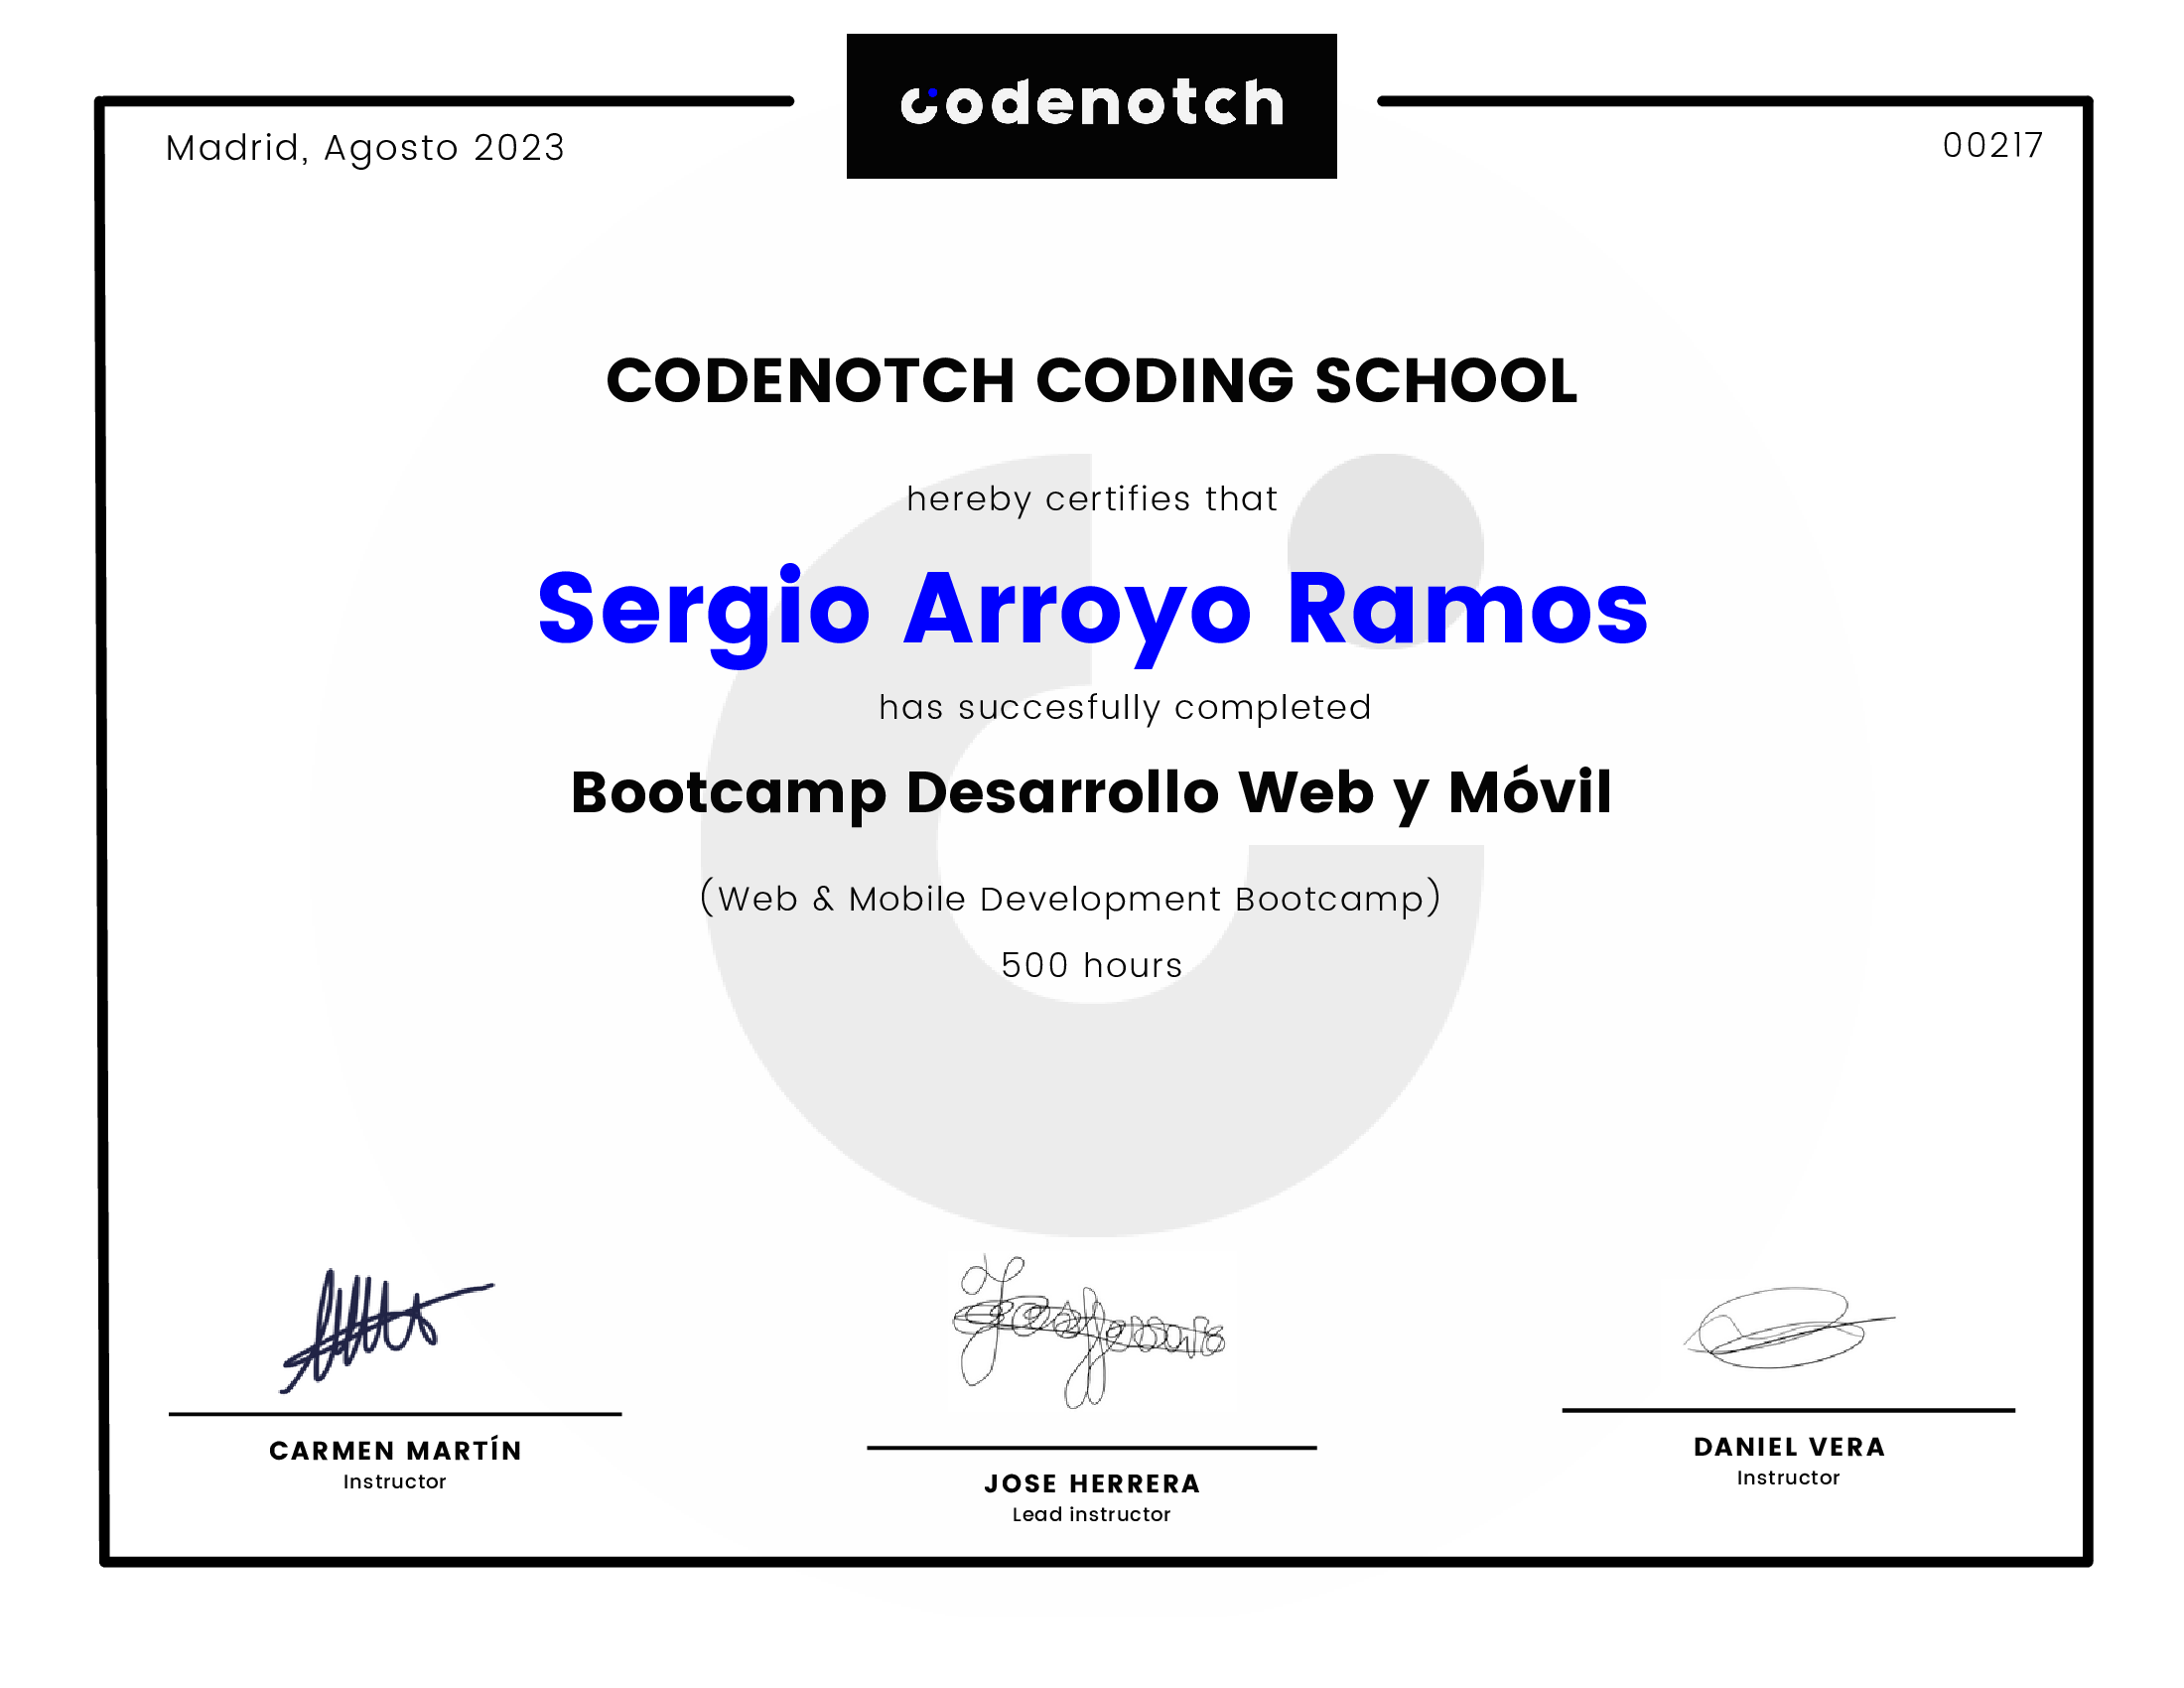 codenotch
Madrid, Agosto 2023
00217
CODENOTCH CODING SCHOOL
hereby certifies that
Sergio Arroyo Ramos
has succesfully completed
Bootcamp Desarrollo Web y Móvil
(Web & Mobile Development Bootcamp)
500 hours
CARMEN MARTÍN
Instructor
JOSE HERRERA
Lead instructor
DANIEL VERA
Instructor